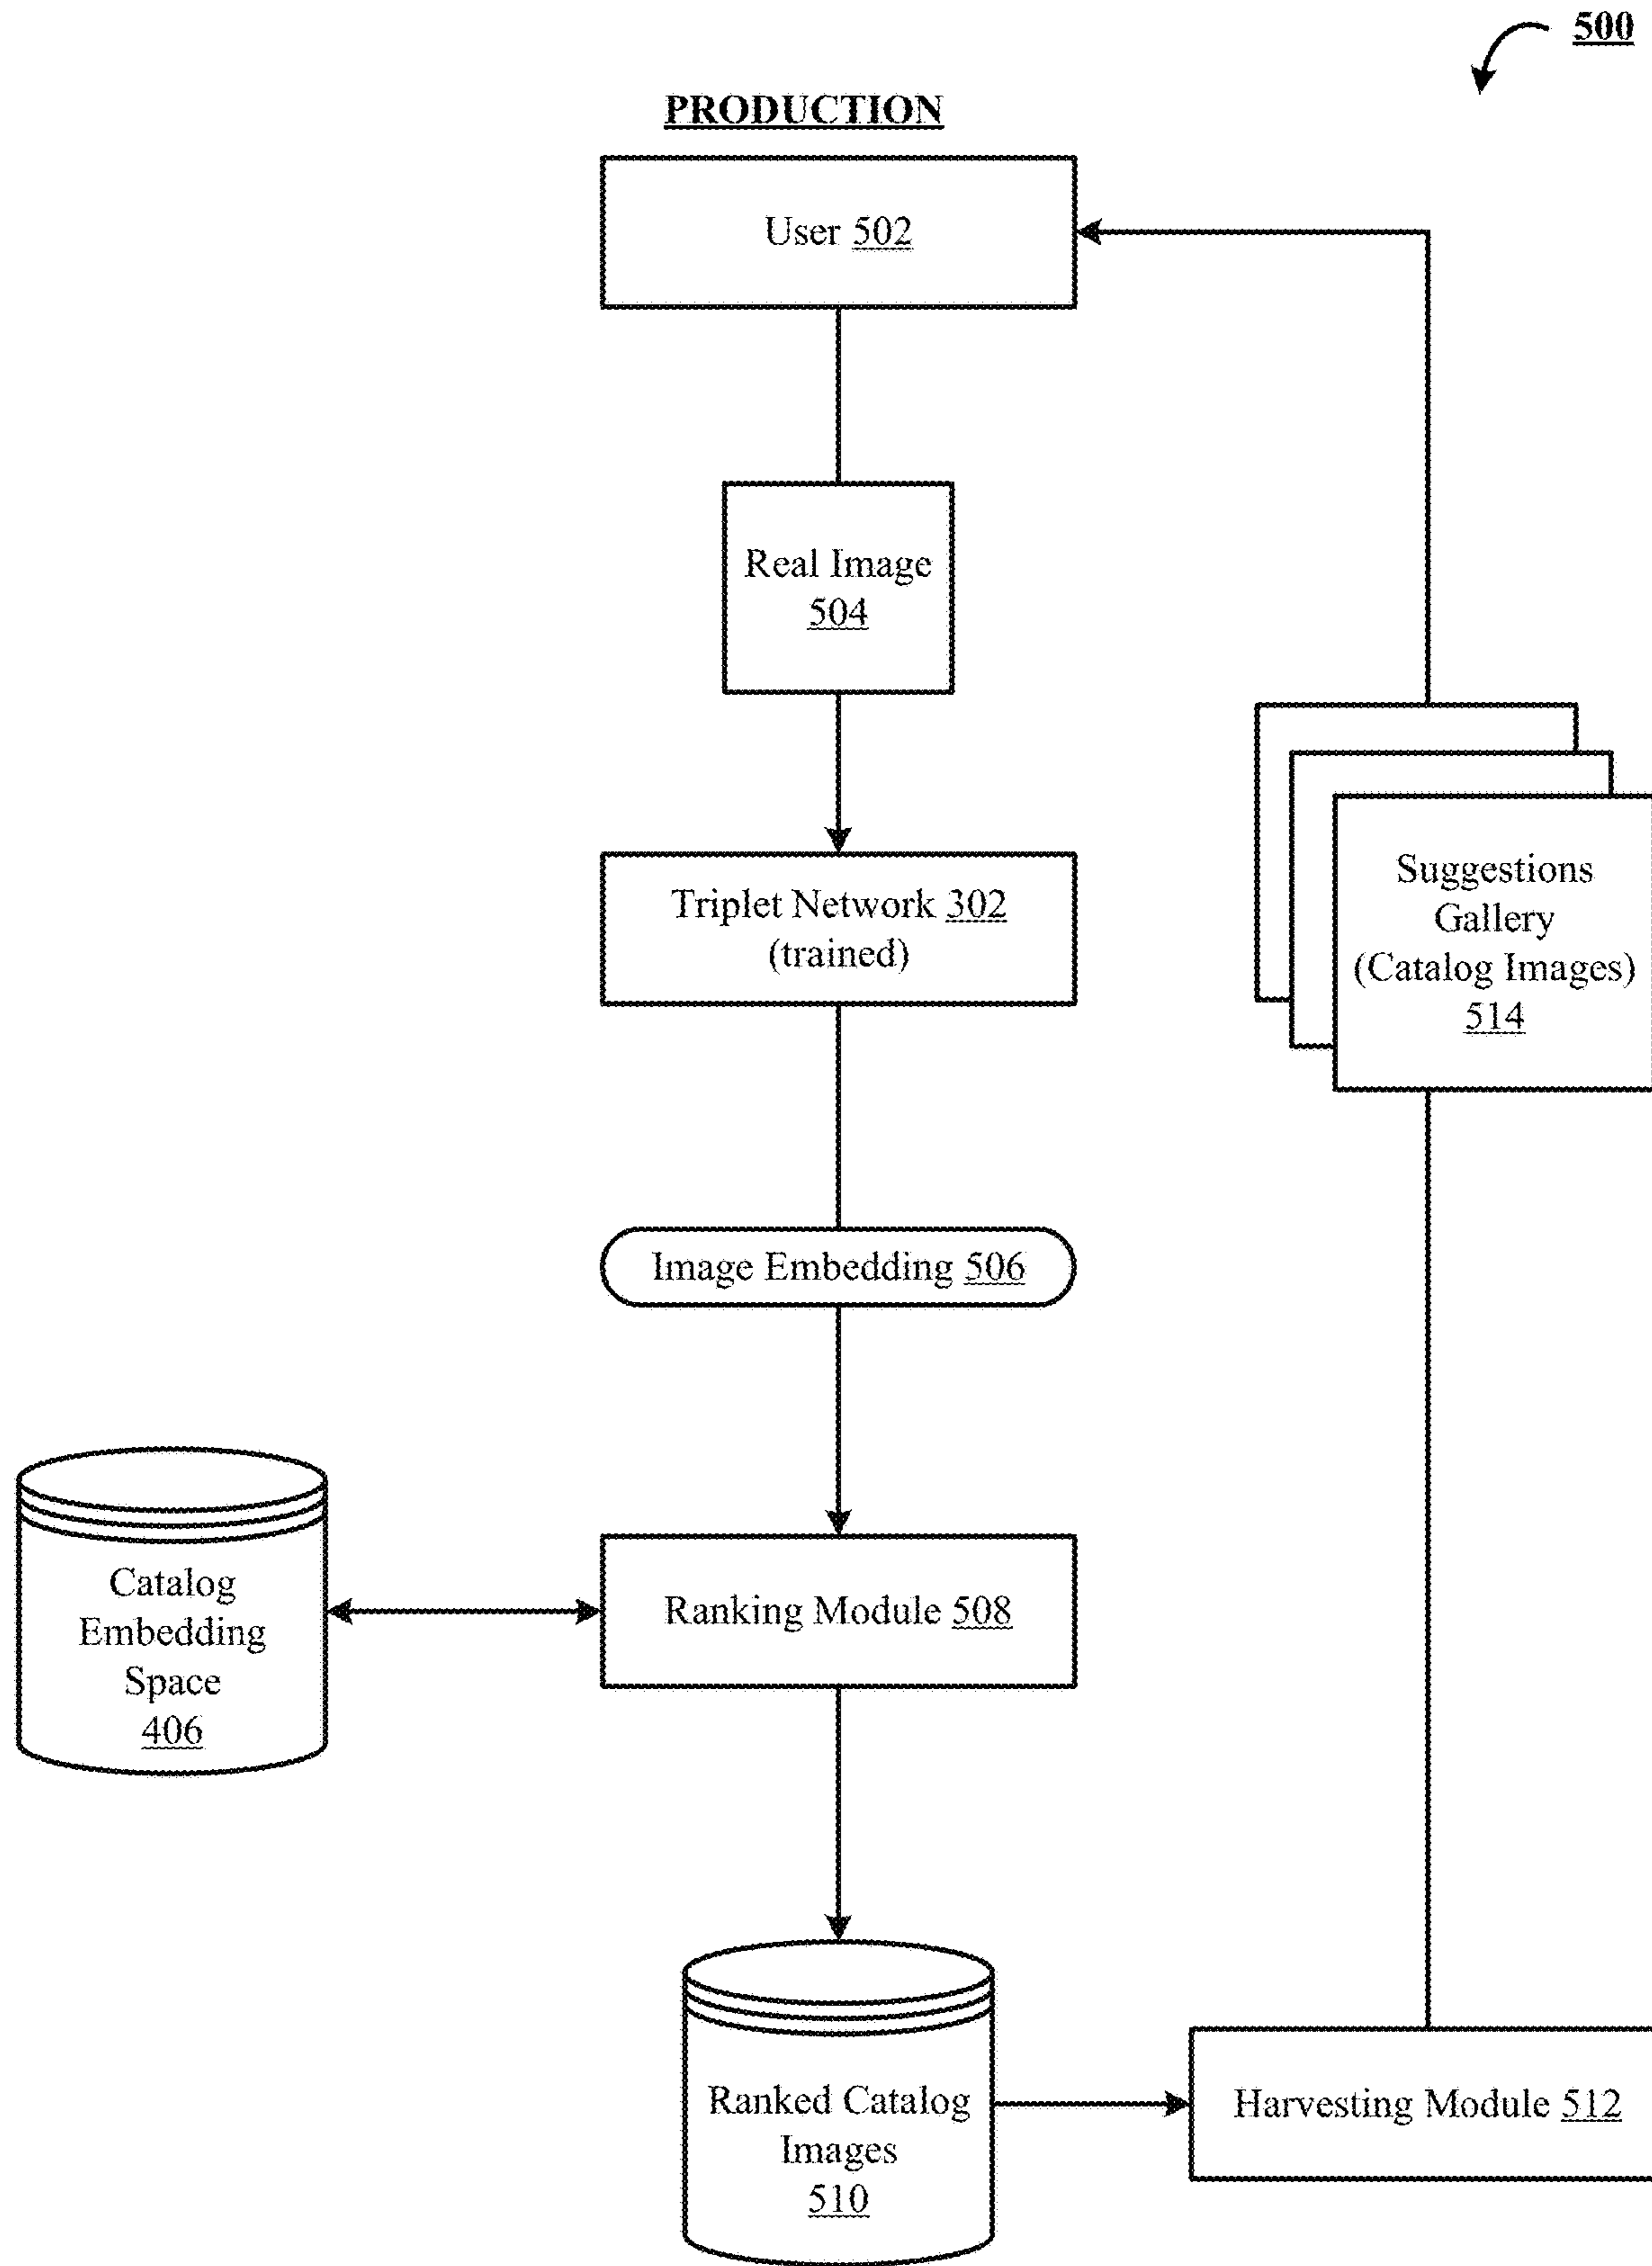 500
PRODUCTION
User 502
Real Image
504
Triplet Network 302
(trained)
Suggestions
Gallery
(Catalog Images)
514
Image Embedding 506
Catalog
Embedding
Space
406
Ranking Module 508
Ranked Catalog
Images
510
Harvesting Module 512